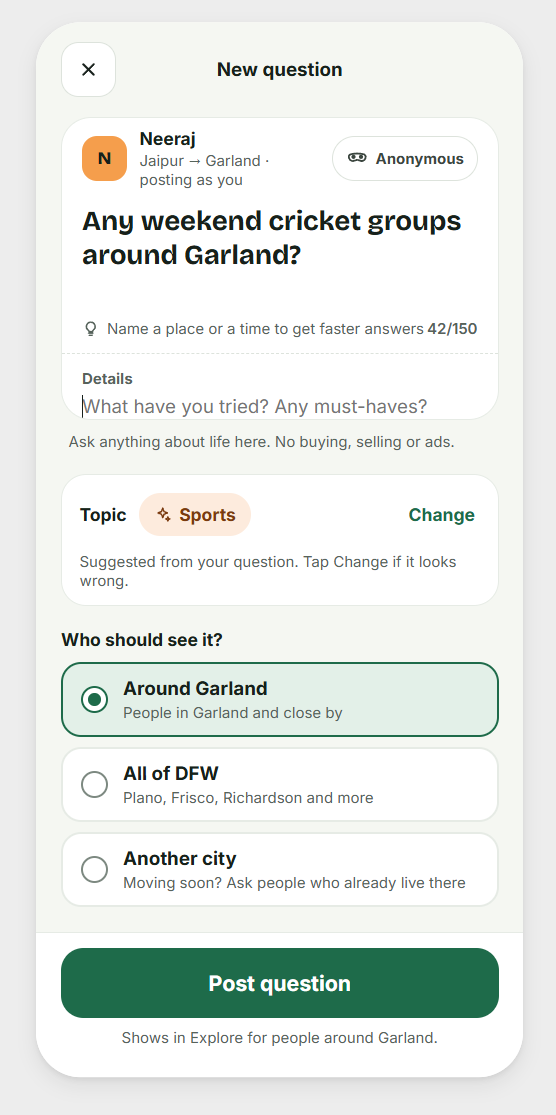 New question
N
Neeraj
Jaipur → Garland ·
posting as you
Anonymous
Any weekend cricket groups
around Garland?
Name a place or a time to get faster answers 42/150
Details
What have you tried? Any must-haves?
Ask anything about life here. No buying, selling or ads.
Topic
Sports
Change
Suggested from your question. Tap Change if it looks
wrong.
Who should see it?
Around Garland
People in Garland and close by
All of DFW
Plano, Frisco, Richardson and more
Another city
Moving soon? Ask people who already live there
Post question
Shows in Explore for people around Garland.